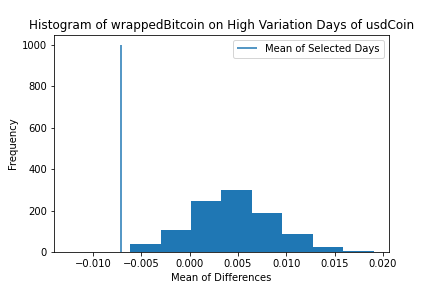 Histogram of wrappedBitcoin on High Variation Days of usdCoin
Mean of Selected Days
1000
800
600
400
200
0
Frequency
−0.010 −0.005 0.000 0.005 0.010 0.015 0.020
Mean of Differences